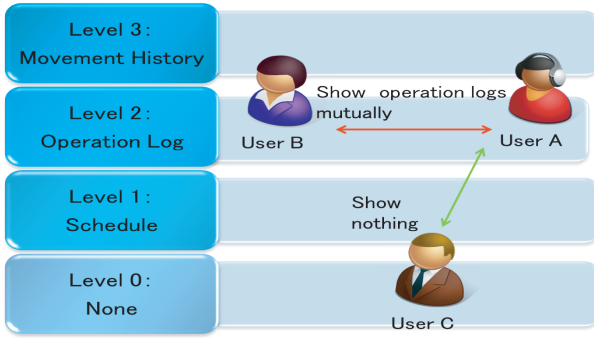 Level 3:
Movement History
Show operation logs
mutually
Level 2:
Operation Log
User B
User A
Level 1:
Schedule
Show
nothing
Level 0:
None
User C